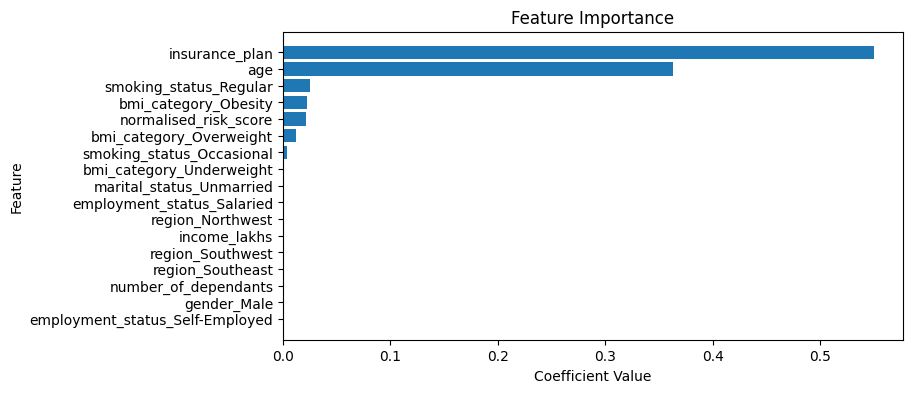 Feature Importance
insurance_plan
age
smoking_status_Regular
bmi_category_Obesity
normalised_risk_score
bmi_category_Overweight
smoking_status_Occasional
bmi_category_Underweight
marital_status_Unmarried
employment_status_Salaried
region_Northwest
income_lakhs
region_Southwest
region_Southeast
number_of_dependants
gender_Male
employment_status_Self-Employed
Feature
0.0 0.1 0.2 0.3 0.4 0.5
Coefficient Value